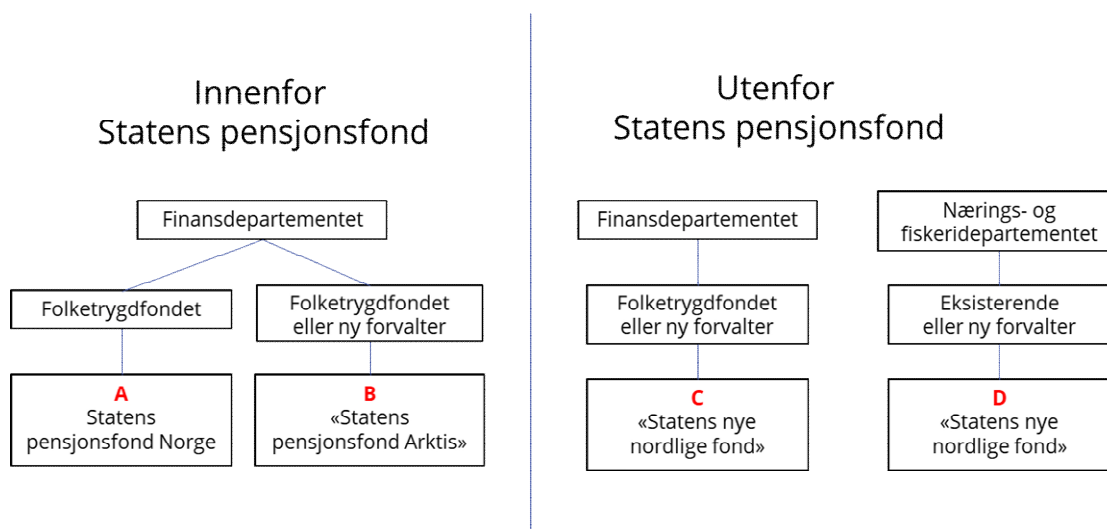 Innenfor
Statens pensjonsfond
Finansdepartementet
Folketrygdfondet
Folketrygdfondet
eller ny forvalter
A
Statens
pensjonsfond Norge
B
«Statens
pensjonsfond Arktis»
Utenfor
Statens pensjonsfond
Finansdepartementet
Nærings- og
fiskeridepartementet
Folketrygdfondet
eller ny forvalter
Eksisterende
eller ny forvalter
C
«Statens nye
nordlige fond»
D
«Statens nye
nordlige fond»